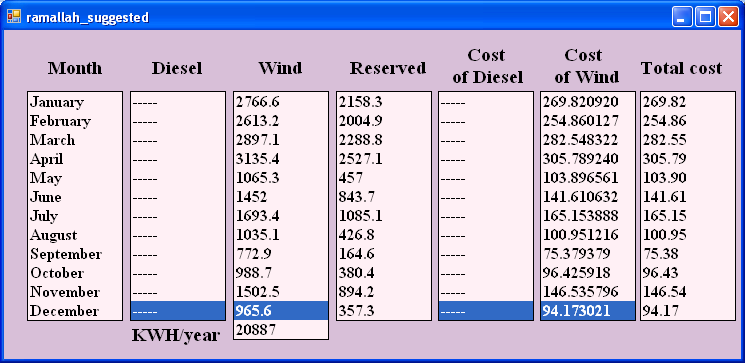 ramallah_suggested
Month Diesel Wind Reserved Cost of Diesel Cost of Wind Total cost
January ----- 2766.6 2158.3 ----- 269.820920 269.82
February ----- 2613.2 2004.9 ----- 254.860127 254.86
March ----- 2897.1 2288.8 ----- 282.548322 282.55
April ----- 3135.4 2527.1 ----- 305.789240 305.79
May ----- 1065.3 457 ----- 103.896561 103.90
June ----- 1452 843.7 ----- 141.610632 141.61
July ----- 1693.4 1085.1 ----- 165.153888 165.15
August ----- 1035.1 426.8 ----- 100.951216 100.95
September ----- 772.9 164.6 ----- 75.379379 75.38
October ----- 988.7 380.4 ----- 96.425918 96.43
November ----- 1502.5 894.2 ----- 146.535796 146.54
December ----- 965.6 357.3 ----- 94.173021 94.17
KWH/year 20887